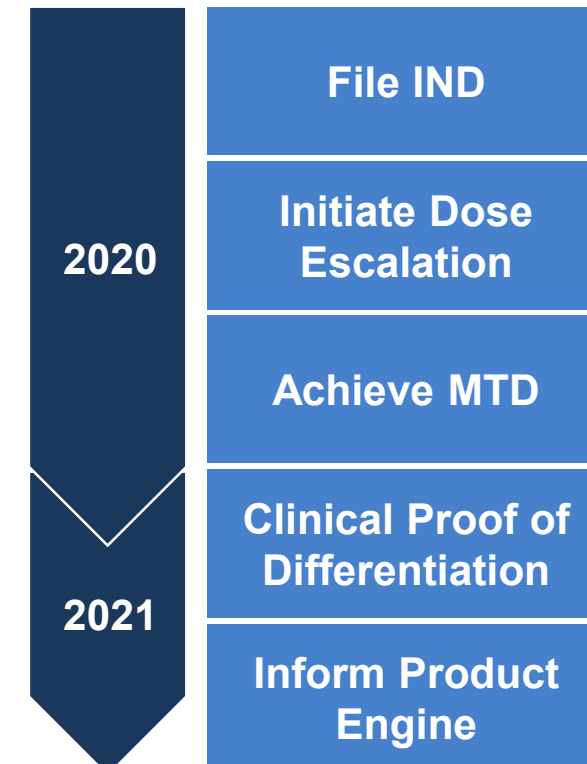 2020
File IND
Initiate Dose
Escalation
Achieve MTD
2021
Clinical Proof of
Differentiation
Inform Product
Engine